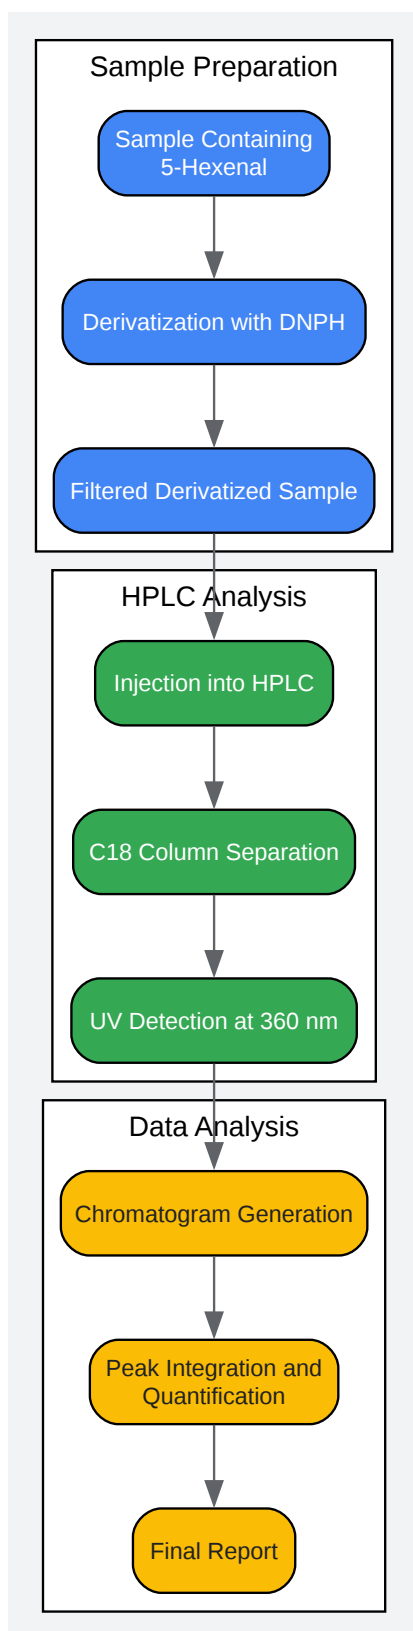 Sample Preparation
Sample Containing
5-Hexenal
Derivatization with DNPH
Filtered Derivatized Sample
HPLC Analysis
Injection into HPLC
C18 Column Separation
UV Detection at 360 nm
Data Analysis
Chromatogram Generation
Peak Integration and
Quantification
Final Report